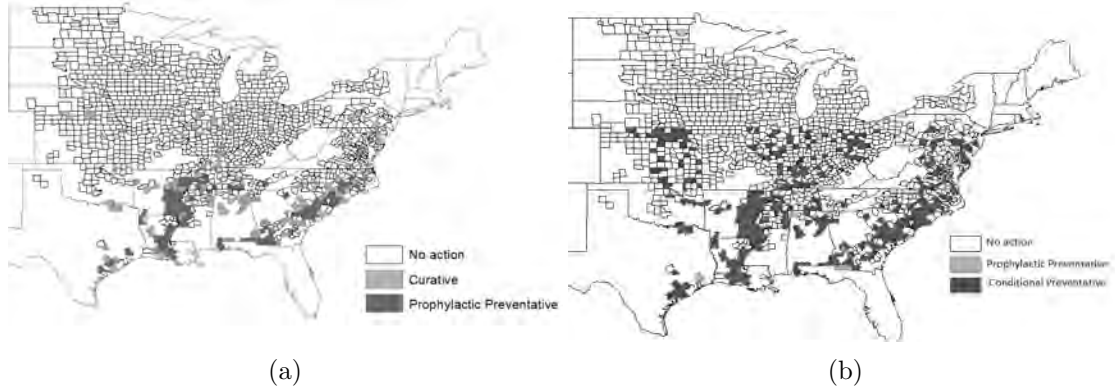 No action
Curative
Prophylactic Preventative
(a)
No action
Prophylactic Preventative
Conditional Preventative
(b)